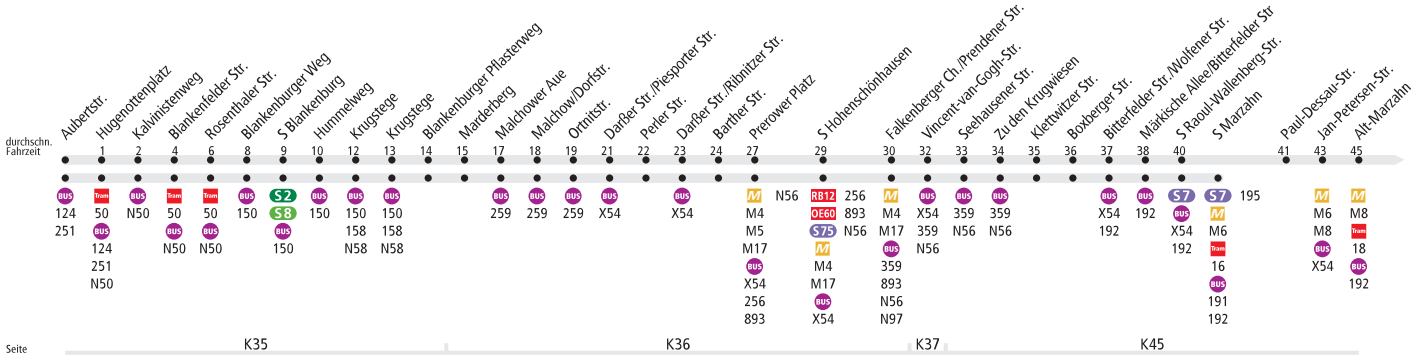 Aubertstr.
Hugenottenplatz
Kalvinistenweg
Blankenfelder Str.
Rosenthaler Str.
Blankenburger Weg
S Blankenburg
Hummelweg
Krugstege
Krugstege
Blankenburger Pflasterweg
Marderberg
Malchower Aue
Malchow/Dorfstr.
Ortnitstr.
Darßer Str./Piesporter Str.
Perler Str.
Darßer Str./Ribnitzer Str.
Barther Str.
Prerower Platz
S Hohenschönhausen
Falkenberger Ch./Prendener Str.
Vincent-van-Gogh-Str.
Seehausener Str.
Zu den Krugwiesen
Klettwitzer Str.
Boxberger Str.
Bitterfelder Str./Wolfener Str.
Märkische Allee/Bitterfelder Str
S Raoul-Wallenberg-Str.
S Marzahn
Paul-Dessau-Str.
Jan-Petersen-Str.
Alt-Marzahn
durchschn.
Fahrzeit 1 2 4 6 8 9 10 12 13 14 15 17 18 19 21 22 23 24 27 29 30 32 33 34 35 36 37 38 40 41 43 45
BUS Tram BUS Tram Tram BUS S2 BUS BUS BUS BUS BUS BUS BUS BUS M N56 RB12 256 M BUS BUS BUS BUS BUS S7 S7 195 M M
124 50 N50 50 50 150 S8 150 150 150 259 259 259 X54 X54 M4 OE60 893 M4 X54 359 359 X54 192 BUS M M6 M8
251 BUS BUS BUS BUS 158 158 M5 S75 N56 M17 359 N56 N56 192 X54 M6 M8 Tram
124 N50 N50 150 N58 N58 M17 M BUS N56 192 Tram BUS 18
251 BUS M4 359 16 X54 BUS
N50 X54 M17 893 BUS 192
256 BUS N56 191
893 X54 N97 192
Seite K35 K36 K37 K45